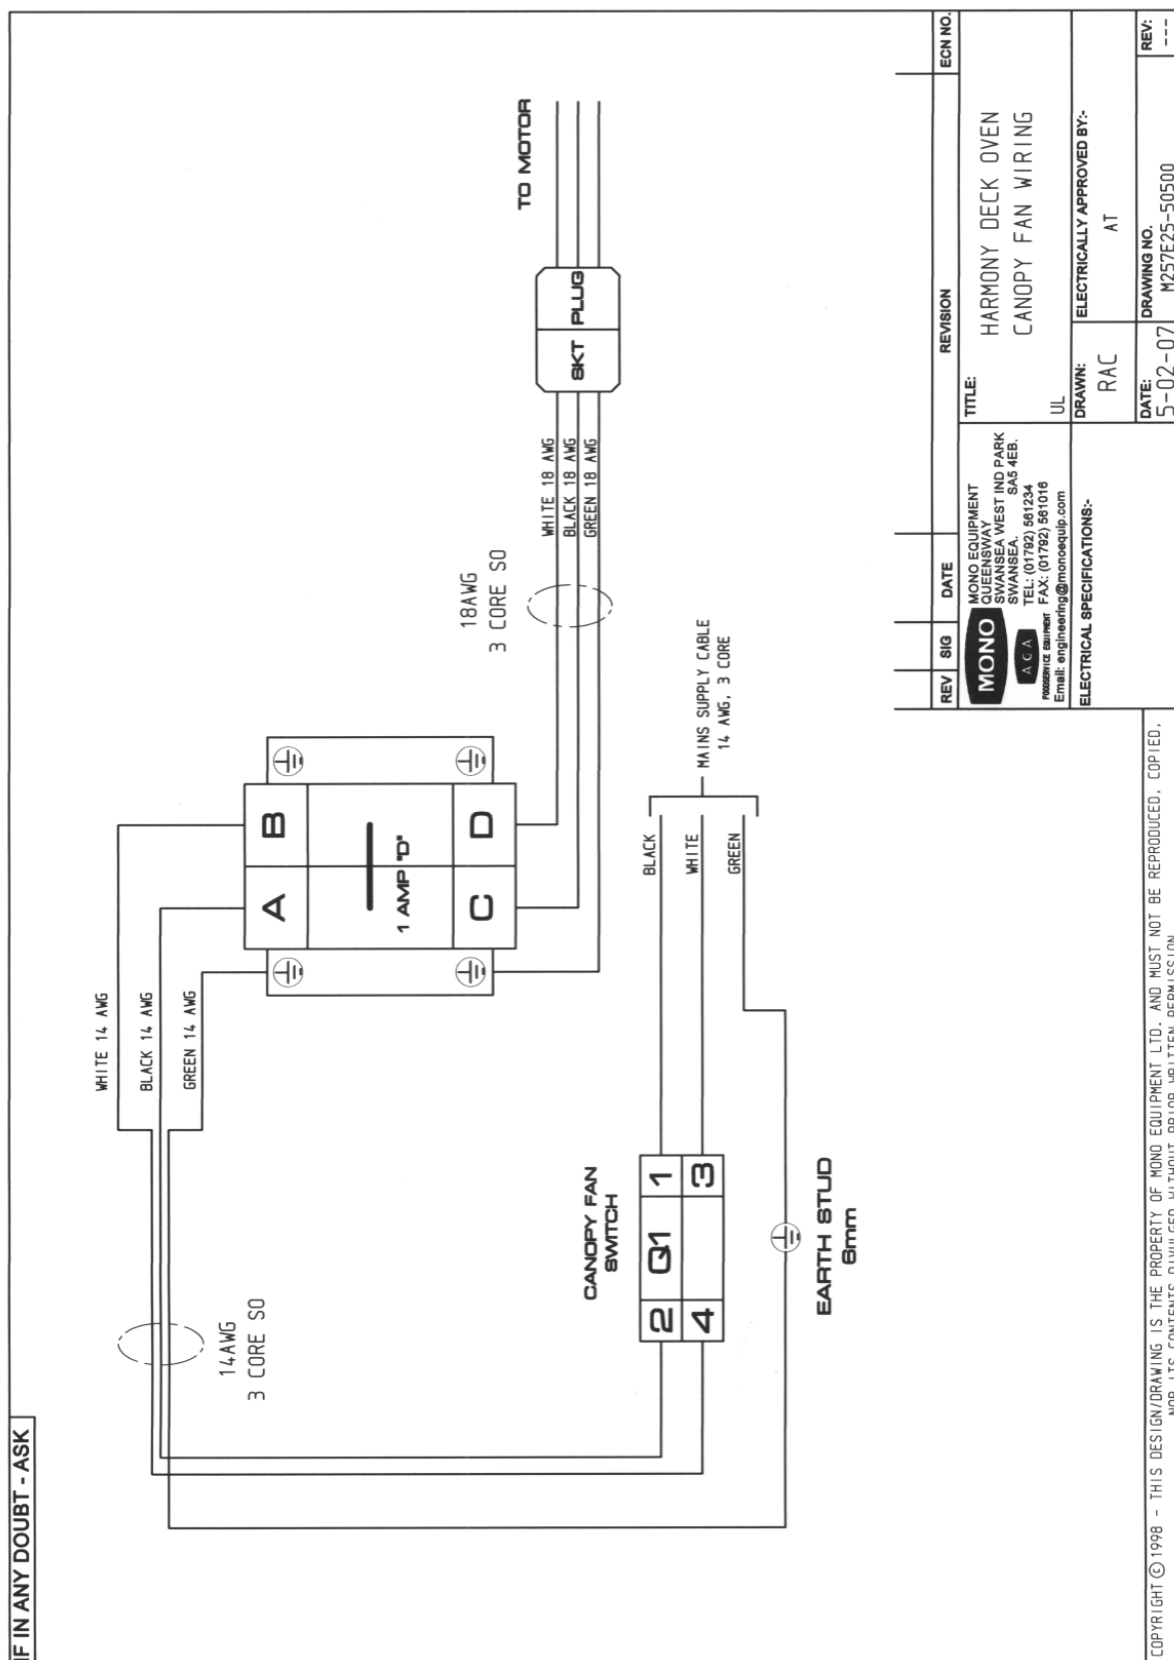 IF IN ANY DOUBT - ASK
WHITE 14 AWG
BLACK 14 AWG
GREEN 14 AWG
14AWG
3 CORE SO
A
B
1 AMP "D"
C
D
18AWG
3 CORE SO
WHITE 18 AWG
BLACK 18 AWG
GREEN 18 AWG
SKT
PLUG
TO MOTOR
CANOPY FAN
SWITCH
2
Q1
1
4
3
BLACK
WHITE
GREEN
MAINS SUPPLY CABLE
14 AWG, 3 CORE
EARTH STUD
6mm
REV
SIG
DATE
REVISION
ECN NO.
MONO
AGA
FOODSERVICE EQUIPMENT
MONO EQUIPMENT
QUEENSWAY
SWANSEA WEST IND PARK
SWANSEA. SA5 4EB.
TEL: (01792) 561234
FAX: (01792) 561016
Email: engineering@monoequip.com
TITLE:
HARMONY DECK OVEN
CANOPY FAN WIRING
UL
ELECTRICAL SPECIFICATIONS:-
DRAWN:
RAC
ELECTRICALLY APPROVED BY:-
AT
DATE:
5-02-07
DRAWING NO.
M257E25-50500
REV:
---
COPYRIGHT © 1998 - THIS DESIGN/DRAWING IS THE PROPERTY OF MONO EQUIPMENT LTD. AND MUST NOT BE REPRODUCED, COPIED,
NOR ITS CONTENTS DIVULGED WITHOUT PRIOR WRITTEN PERMISSION